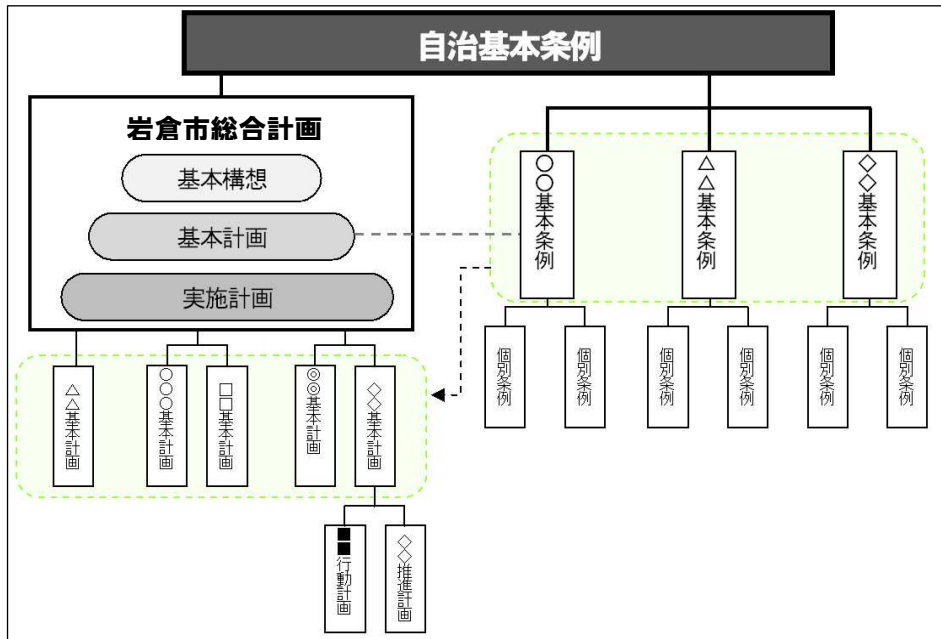 自治基本条例
岩倉市総合計画
基本構想
基本計画
実施計画
○○基本条例
△△基本条例
◇◇基本条例
個別条例
個別条例
個別条例
個別条例
個別条例
個別条例
△△基本計画
○○○基本計画
□□基本計画
◎◎基本計画
◇◇基本計画
■■行動計画
◇◇推進計画